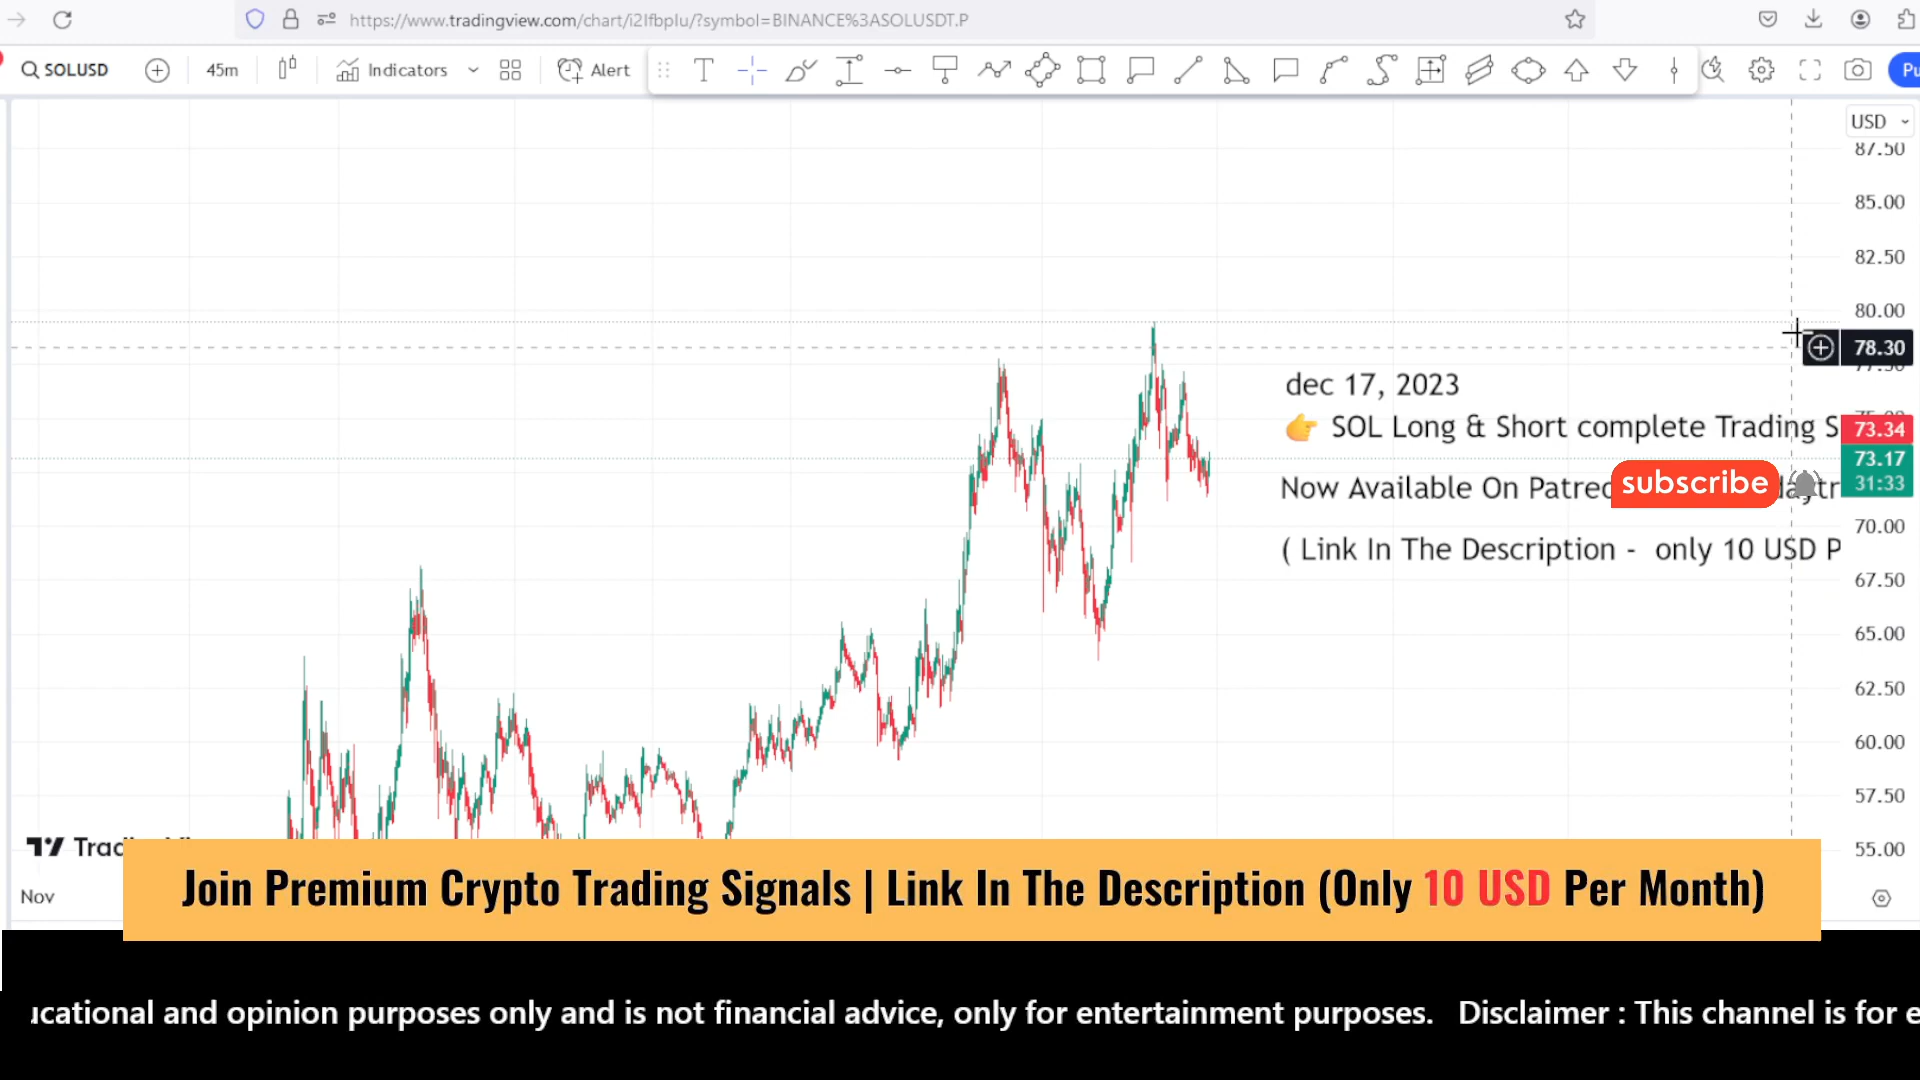 https://www.tradingview.com/chart/i2lfbplu/?symbol=BINANCE%3ASOLUSDT.P
SOLUSD 45m Indicators Alert
USD
87.50
85.00
82.50
80.00
78.30
dec 17, 2023
👉 SOL Long & Short complete Trading S
73.34
73.17
31:33
subscribe
Now Available On
( Link In The Description - only 10 USD P
70.00
67.50
65.00
62.50
60.00
57.50
55.00
Nov
Join Premium Crypto Trading Signals | Link In The Description (Only 10 USD Per Month)
ucational and opinion purposes only and is not financial advice, only for entertainment purposes. Disclaimer : This channel is for e